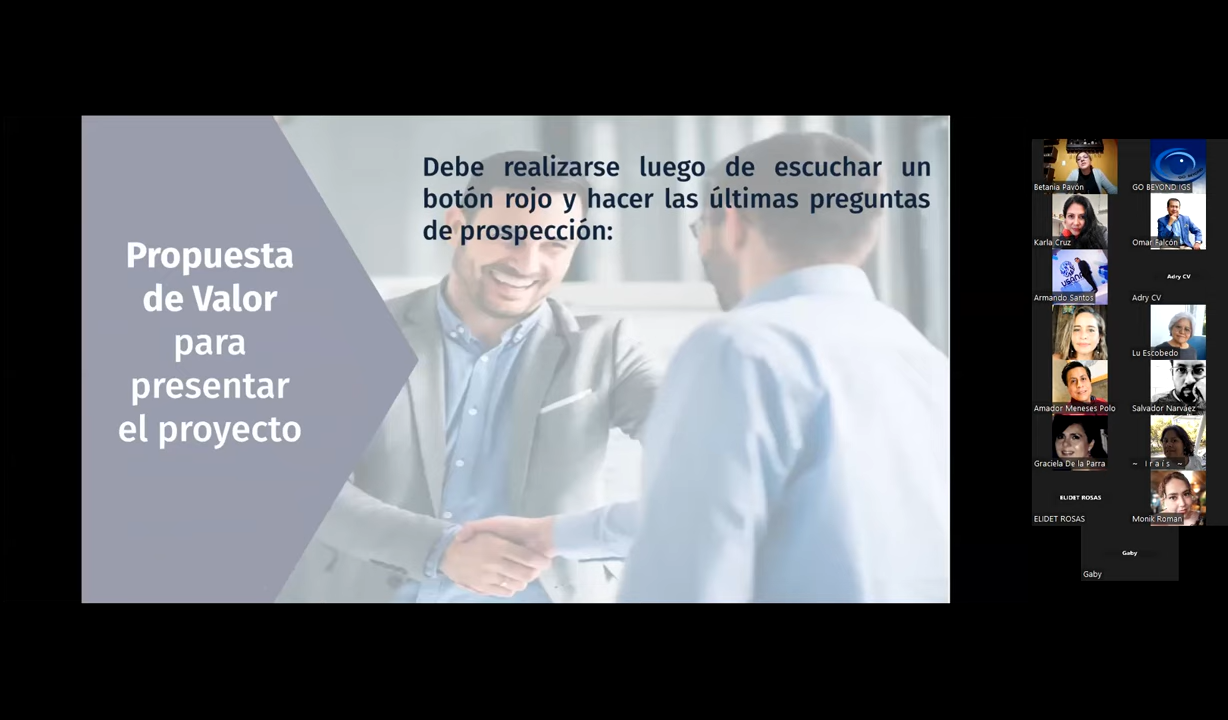 Debe realizarse luego de escuchar un
botón rojo y hacer las últimas preguntas
de prospección:
Propuesta
de Valor
para
presentar
el proyecto
Betania Pavón
GO BEYOND IGS
Karla Cruz
Omar Falcón
USANA
Armando Santos
Adry CV
Adry CV
Lu Escobedo
Amador Meneses Polo
Salvador Narváez
Graciela De la Parra
~ I r a í s ~
ELIDET ROSAS
ELIDET ROSAS
Monik Roman
Gaby
Gaby